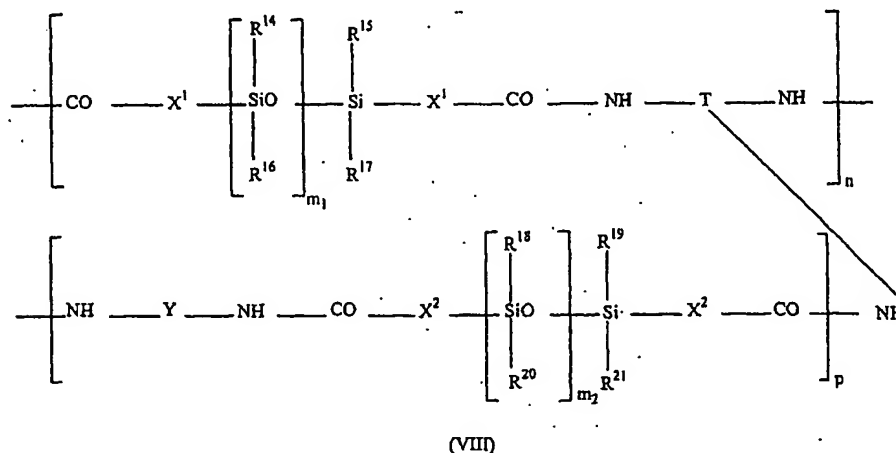 R¹⁴ R¹⁵
CO X¹ SiO Si X¹ CO NH T NH
R¹⁶ R¹⁷
m₁ n
R¹⁸ R¹⁹
NH Y NH CO X² SiO Si X² CO NH
R²⁰ R²¹
m₂ p
(VIII)